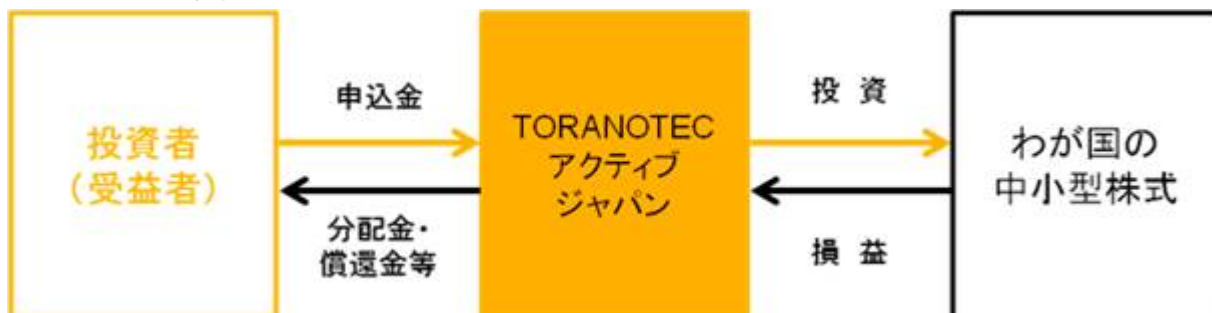 投資者
（受益者）
申込金
分配金・
償還金等
TORANOTEC
アクティブ
ジャパン
投 資
損 益
わが国の
中小型株式